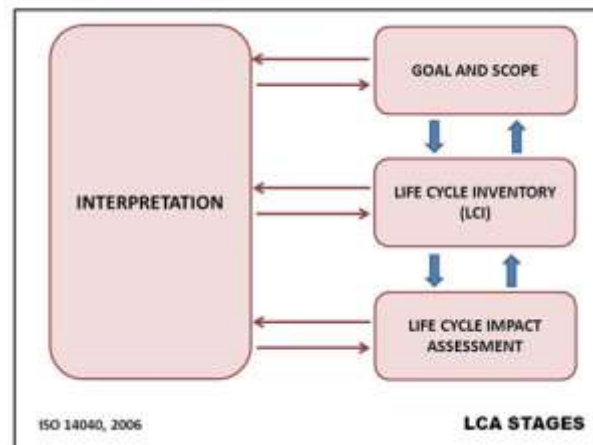 GOAL AND SCOPE
INTERPRETATION
LIFE CYCLE INVENTORY
(LCI)
LIFE CYCLE IMPACT
ASSESSMENT
ISO 14040, 2006
LCA STAGES